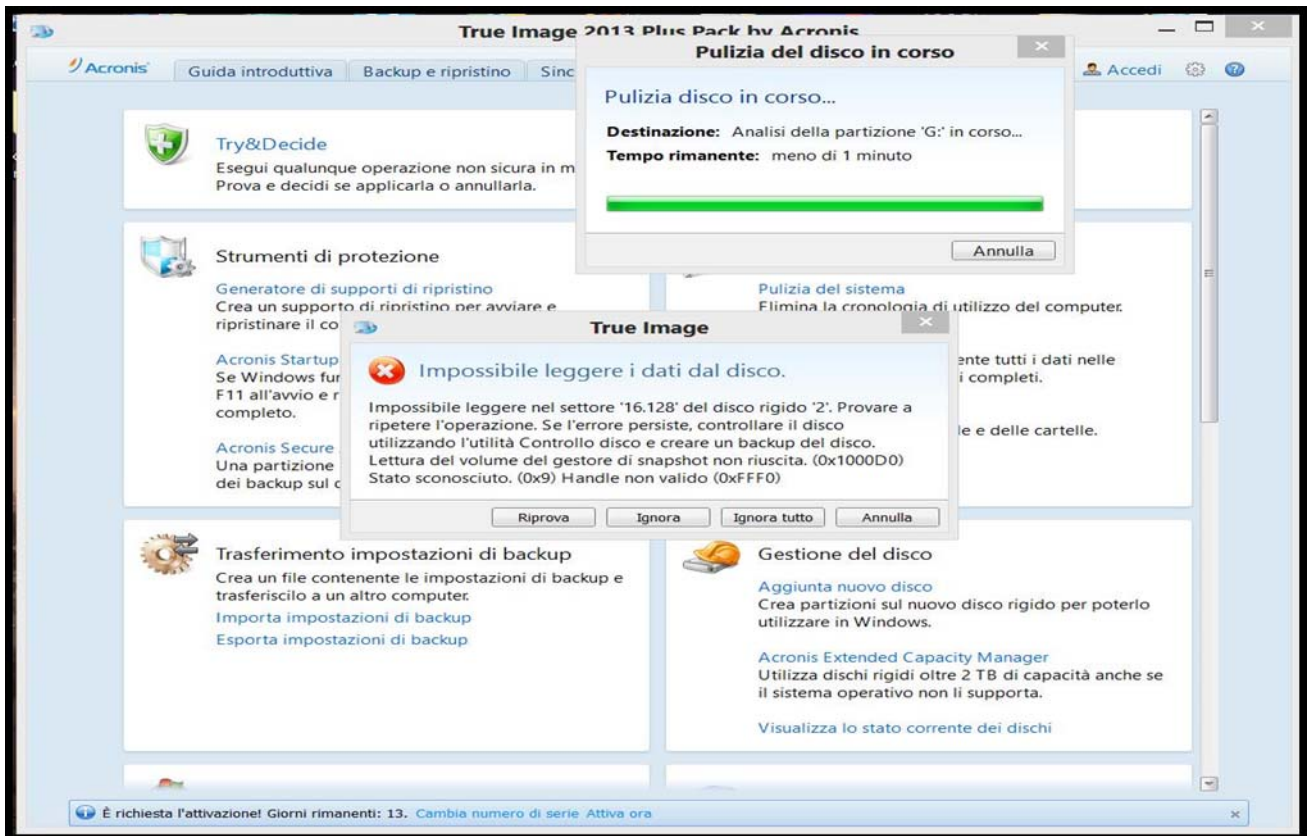 True Image 2013 Plus Pack by Acronis
Acronis
Guida introduttiva
Backup e ripristino
Sinc
Accedi
Pulizia del disco in corso
Pulizia disco in corso...
Destinazione: Analisi della partizione 'G:' in corso...
Tempo rimanente: meno di 1 minuto
Annulla
Try&Decide
Esegui qualunque operazione non sicura in m
Prova e decidi se applicarla o annullarla.
Strumenti di protezione
Generatore di supporti di ripristino
Crea un supporto di ripristino per avviare e
ripristinare il co
Acronis Startup
Se Windows fur
F11 all'avvio e r
completo.
Acronis Secure
Una partizione
dei backup sul c
Pulizia del sistema
Elimina la cronologia di utilizzo del computer.
ente tutti i dati nelle
i completi.
le e delle cartelle.
True Image
Impossibile leggere i dati dal disco.
Impossibile leggere nel settore '16.128' del disco rigido '2'. Provare a
ripetere l'operazione. Se l'errore persiste, controllare il disco
utilizzando l'utilità Controllo disco e creare un backup del disco.
Lettura del volume del gestore di snapshot non riuscita. (0x1000D0)
Stato sconosciuto. (0x9) Handle non valido (0xFFF0)
Riprova
Ignora
Ignora tutto
Annulla
Trasferimento impostazioni di backup
Crea un file contenente le impostazioni di backup e
trasferiscilo a un altro computer.
Importa impostazioni di backup
Esporta impostazioni di backup
Gestione del disco
Aggiunta nuovo disco
Crea partizioni sul nuovo disco rigido per poterlo
utilizzare in Windows.
Acronis Extended Capacity Manager
Utilizza dischi rigidi oltre 2 TB di capacità anche se
il sistema operativo non li supporta.
Visualizza lo stato corrente dei dischi
È richiesta l'attivazione! Giorni rimanenti: 13. Cambia numero di serie Attiva ora